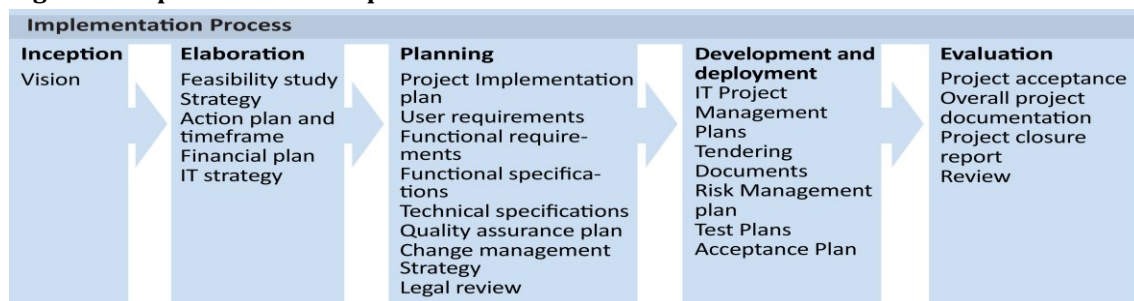 Implementation Process
Inception
Vision
Elaboration
Feasibility study
Strategy
Action plan and
timeframe
Financial plan
IT strategy
Planning
Project Implementation
plan
User requirements
Functional require-
ments
Functional specifica-
tions
Technical specifications
Quality assurance plan
Change management
Strategy
Legal review
Development and
deployment
IT Project
Management
Plans
Tendering
Documents
Risk Management
plan
Test Plans
Acceptance Plan
Evaluation
Project acceptance
Overall project
documentation
Project closure
report
Review